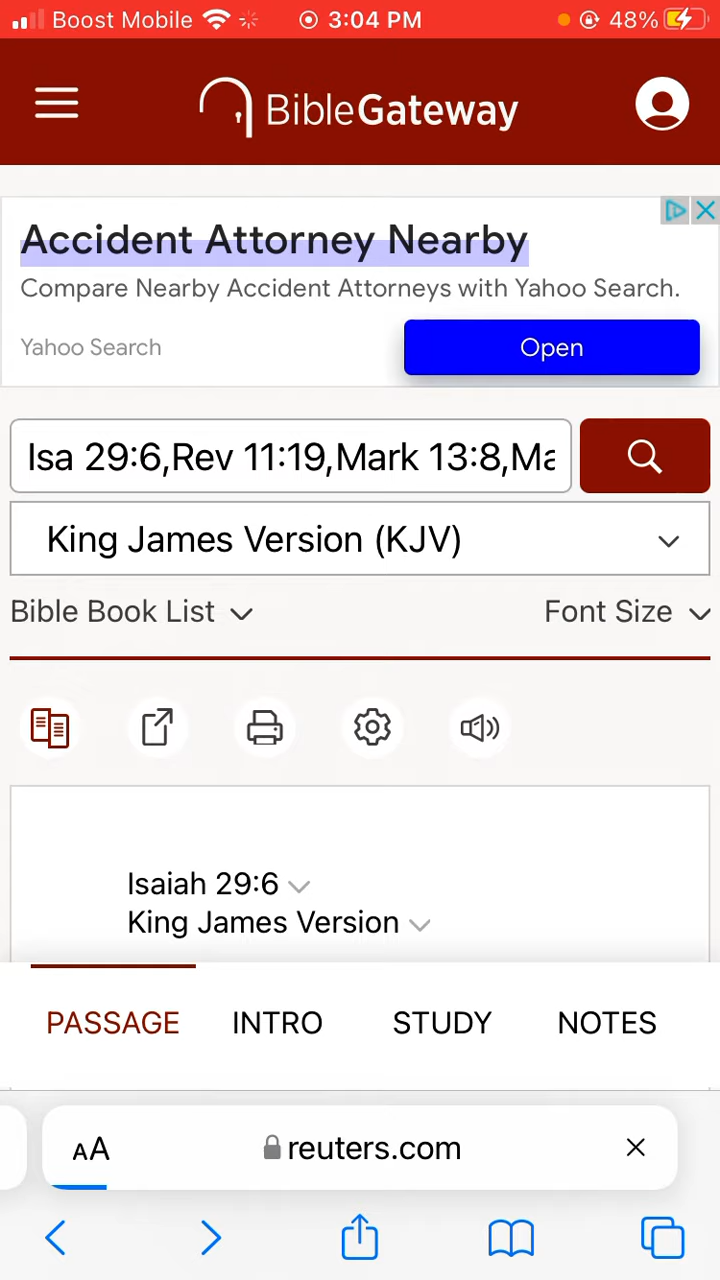 Boost Mobile 3:04 PM 48%
BibleGateway
Accident Attorney Nearby
Compare Nearby Accident Attorneys with Yahoo Search.
Yahoo Search
Open
Isa 29:6,Rev 11:19,Mark 13:8,Ma
King James Version (KJV)
Bible Book List Font Size
Isaiah 29:6
King James Version
PASSAGE INTRO STUDY NOTES
AA reuters.com